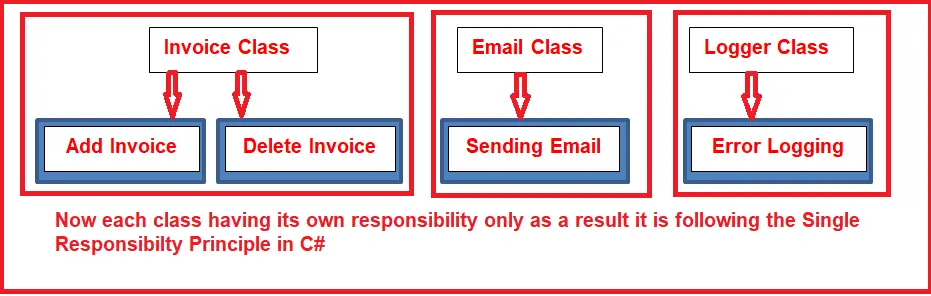 Invoice Class
Email Class
Logger Class
Add Invoice
Delete Invoice
Sending Email
Error Logging
Now each class having its own responsibility only as a result it is following the Single
Responsibilty Principle in C#